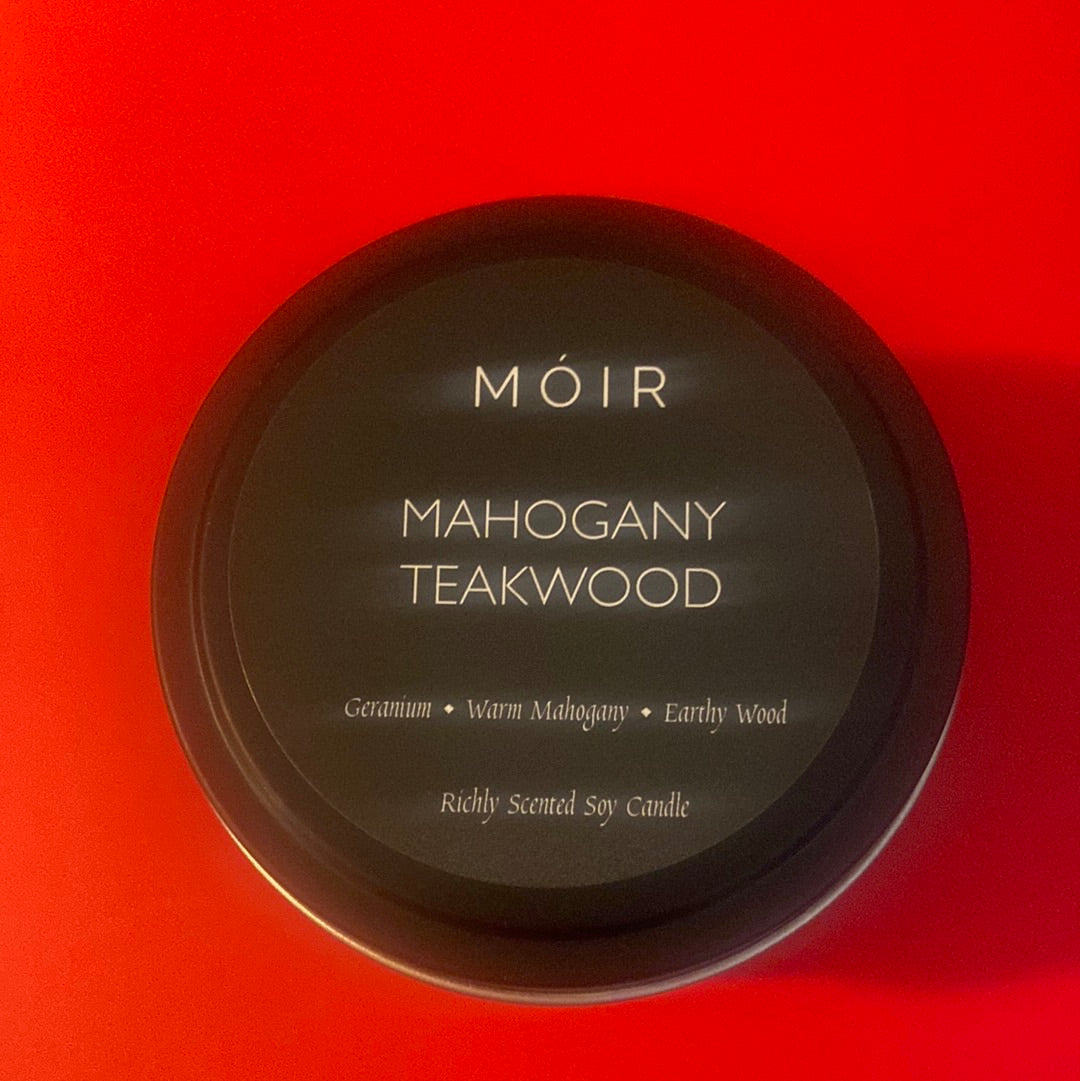 MÓIR
MAHOGANY
TEAKWOOD
Geranium ⬥ Warm Mahogany ⬥ Earthy Wood
Richly Scented Soy Candle